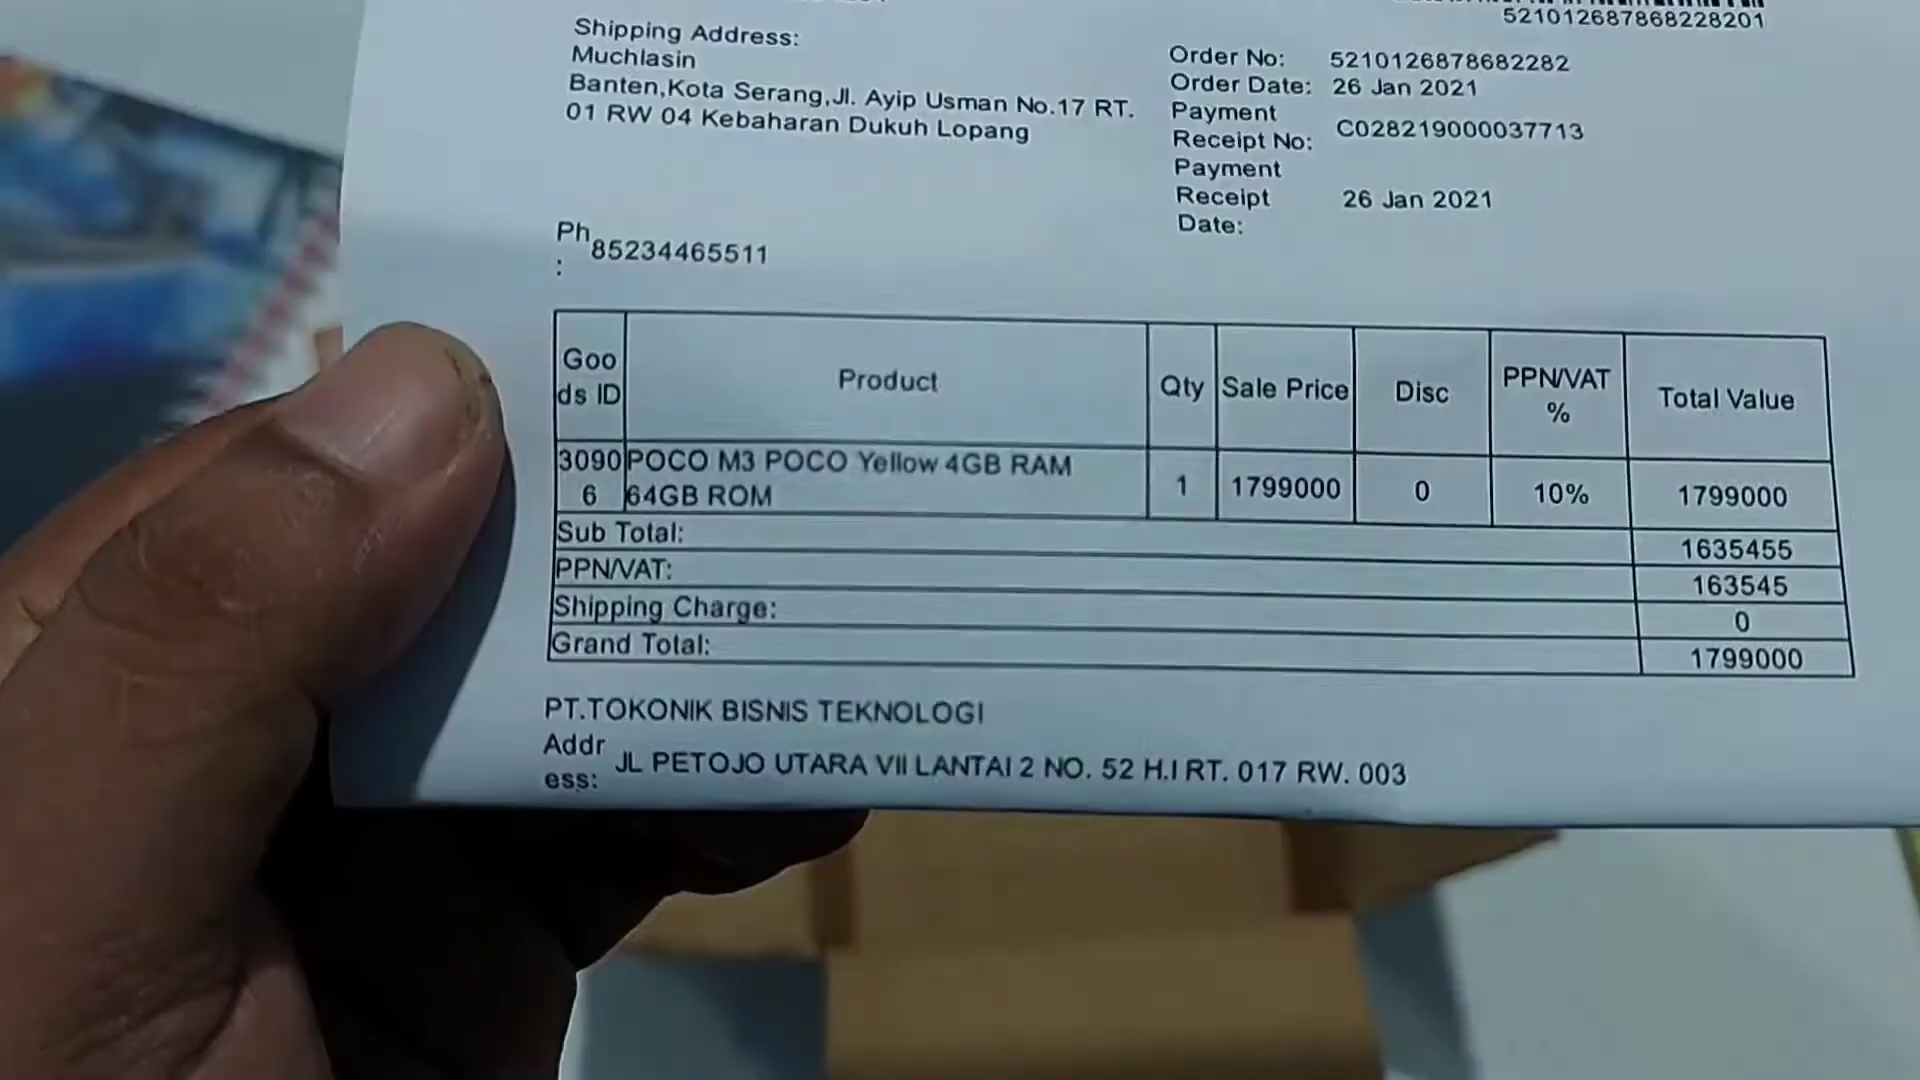 521012687868228201
Shipping Address:
Muchlasin
Banten,Kota Serang,Jl. Ayip Usman No.17 RT.
01 RW 04 Kebaharan Dukuh Lopang
Ph
:
85234465511
Order No: 5210126878682282
Order Date: 26 Jan 2021
Payment
Receipt No: C028219000037713
Payment
Receipt 26 Jan 2021
Date:
Goo
ds ID
Product
Qty
Sale Price
Disc
PPN/VAT
%
Total Value
3090
6
POCO M3 POCO Yellow 4GB RAM
64GB ROM
1
1799000
0
10%
1799000
Sub Total: 1635455
PPN/VAT: 163545
Shipping Charge: 0
Grand Total: 1799000
PT.TOKONIK BISNIS TEKNOLOGI
Addr
ess:
JL PETOJO UTARA VII LANTAI 2 NO. 52 H.I RT. 017 RW. 003